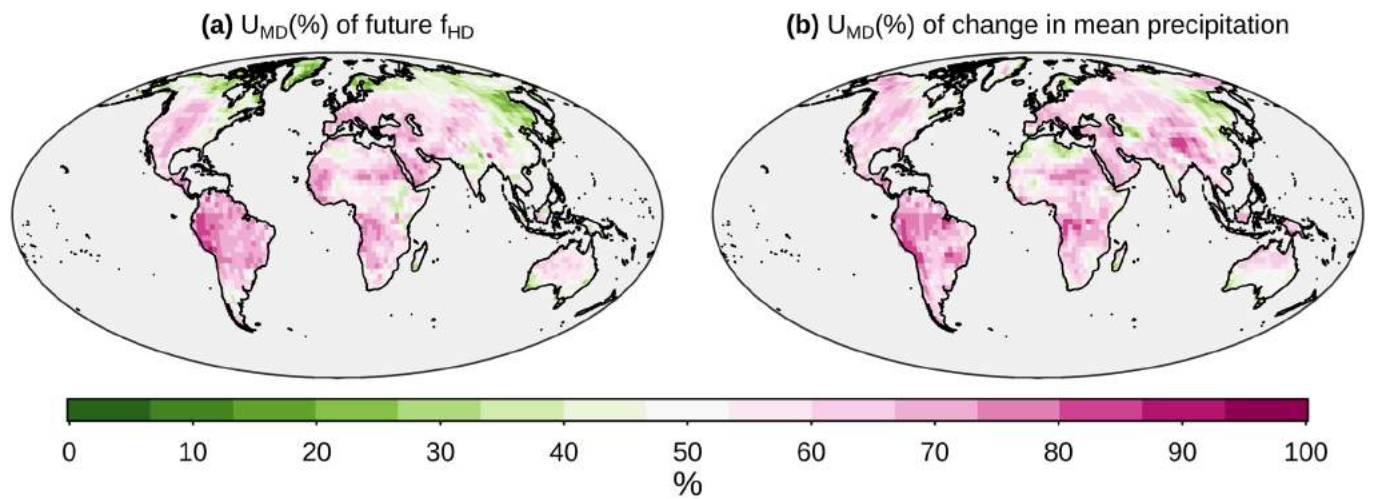 (a) U_MD(%) of future f_HD
(b) U_MD(%) of change in mean precipitation
0 10 20 30 40 50 60 70 80 90 100
%